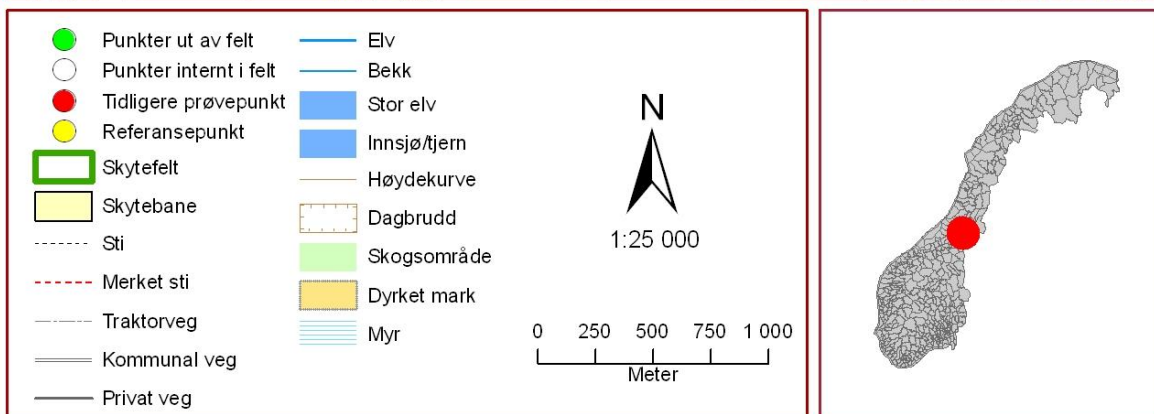 Punkter ut av felt
Punkter internt i felt
Tidligere prøvepunkt
Referansepunkt
Skytefelt
Skytebane
Sti
Merket sti
Traktorveg
Kommunal veg
Privat veg
Elv
Bekk
Stor elv
Innsjø/tjern
Høydekurve
Dagbrudd
Skogsområde
Dyrket mark
Myr
N
1:25 000
0 250 500 750 1 000
Meter